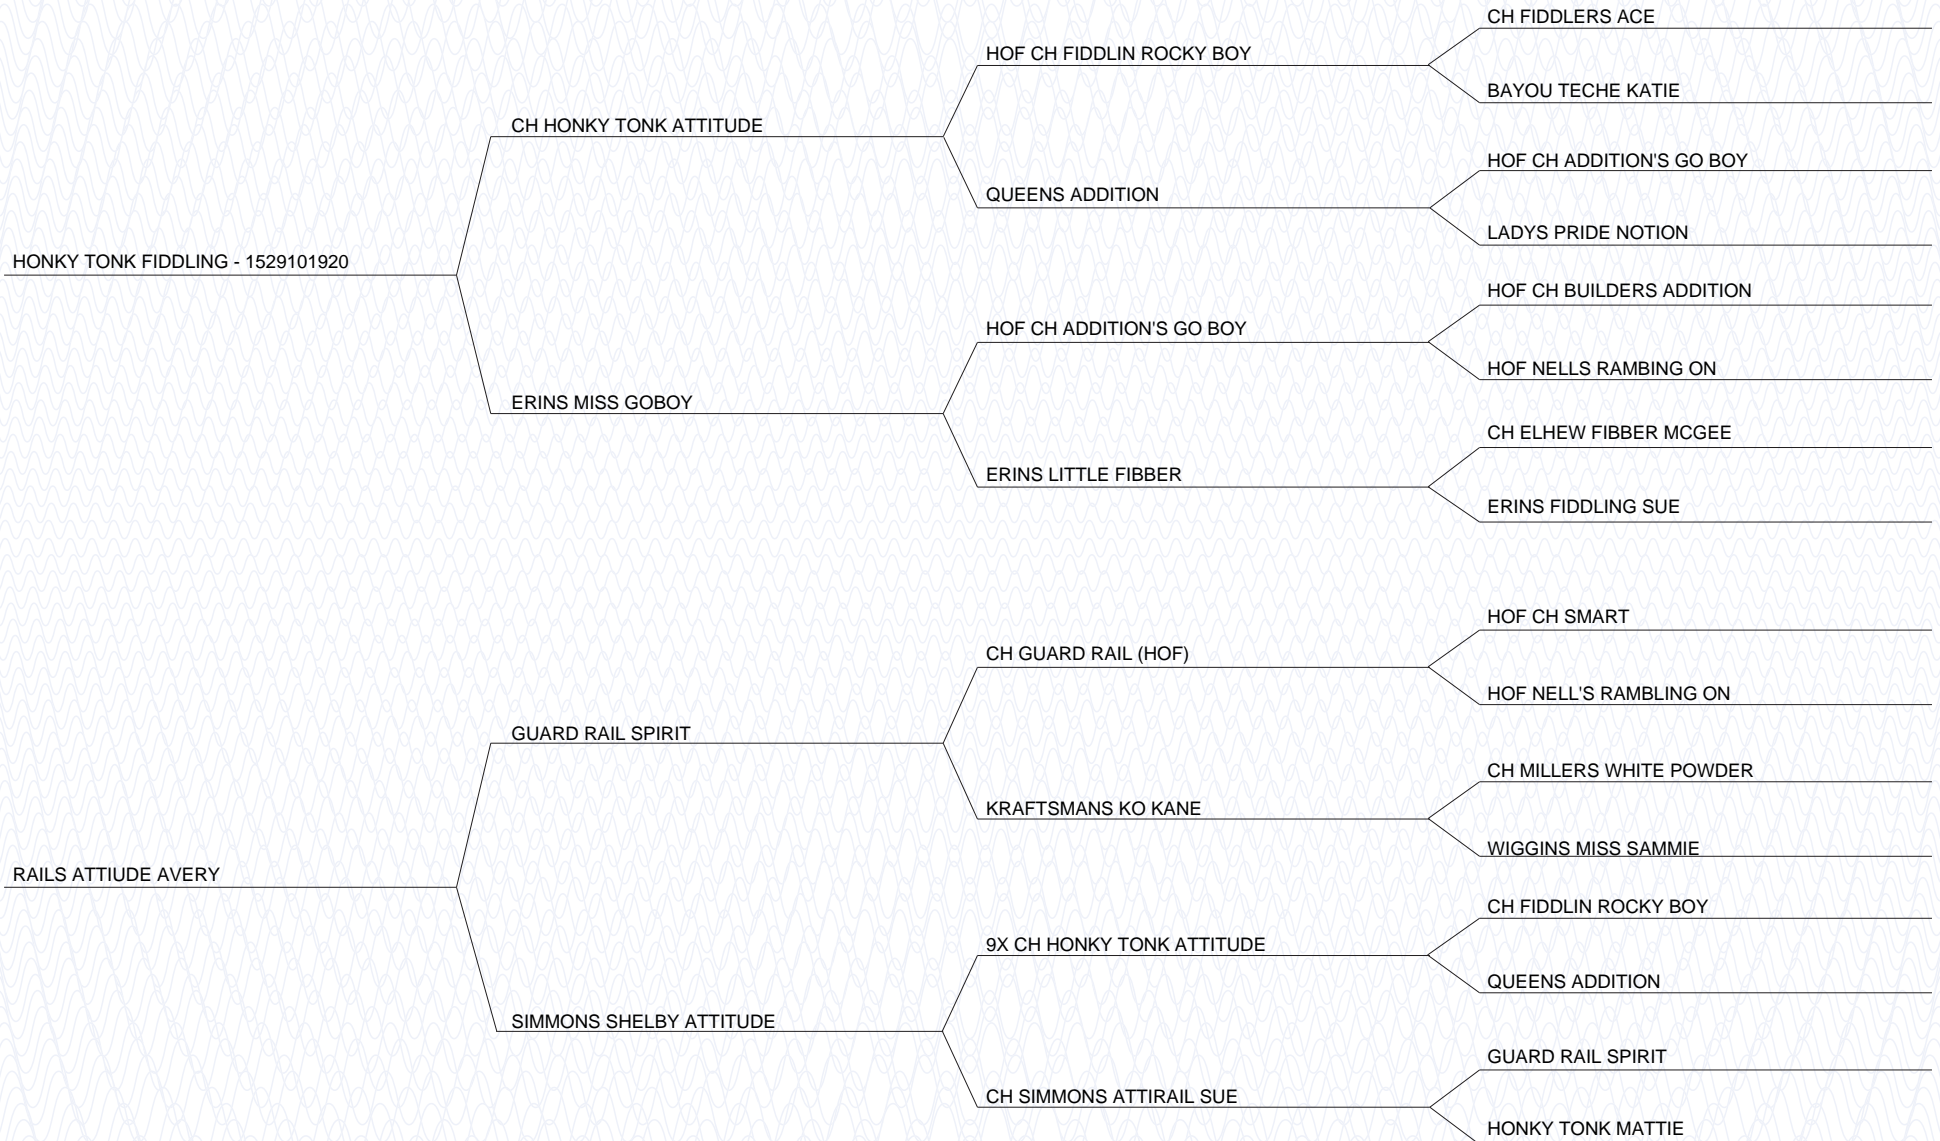 CH FIDDLERS ACE
HOF CH FIDDLIN ROCKY BOY
BAYOU TECHE KATIE
CH HONKY TONK ATTITUDE
HOF CH ADDITION'S GO BOY
QUEENS ADDITION
LADYS PRIDE NOTION
HONKY TONK FIDDLING - 1529101920
HOF CH BUILDERS ADDITION
HOF CH ADDITION'S GO BOY
HOF NELLS RAMBING ON
ERINS MISS GOBOY
CH ELHEW FIBBER MCGEE
ERINS LITTLE FIBBER
ERINS FIDDLING SUE
HOF CH SMART
CH GUARD RAIL (HOF)
HOF NELL'S RAMBLING ON
GUARD RAIL SPIRIT
CH MILLERS WHITE POWDER
KRAFTSMANS KO KANE
WIGGINS MISS SAMMIE
RAILS ATTIUDE AVERY
CH FIDDLIN ROCKY BOY
9X CH HONKY TONK ATTITUDE
QUEENS ADDITION
SIMMONS SHELBY ATTITUDE
GUARD RAIL SPIRIT
CH SIMMONS ATTIRAIL SUE
HONKY TONK MATTIE